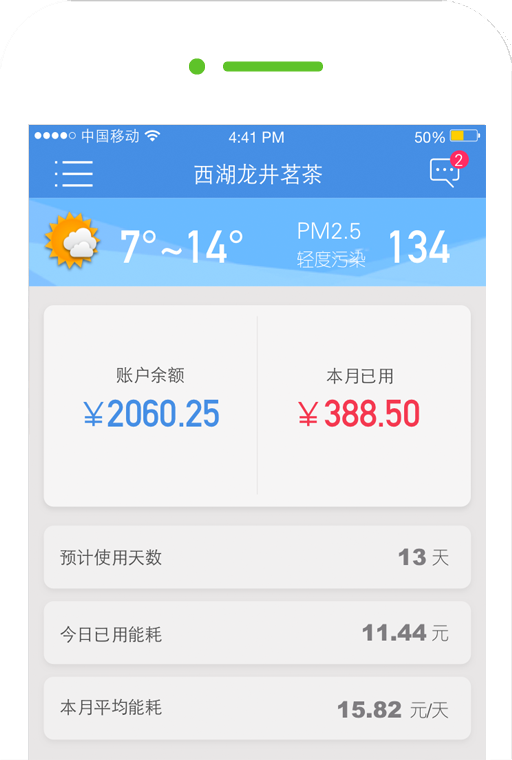 中国移动 4:41 PM 50%
西湖龙井茗茶 2
7°~14° PM2.5 134
轻度污染
账户余额 本月已用
￥2060.25 ￥388.50
预计使用天数 13 天
今日已用能耗 11.44 元
本月平均能耗 15.82 元/天